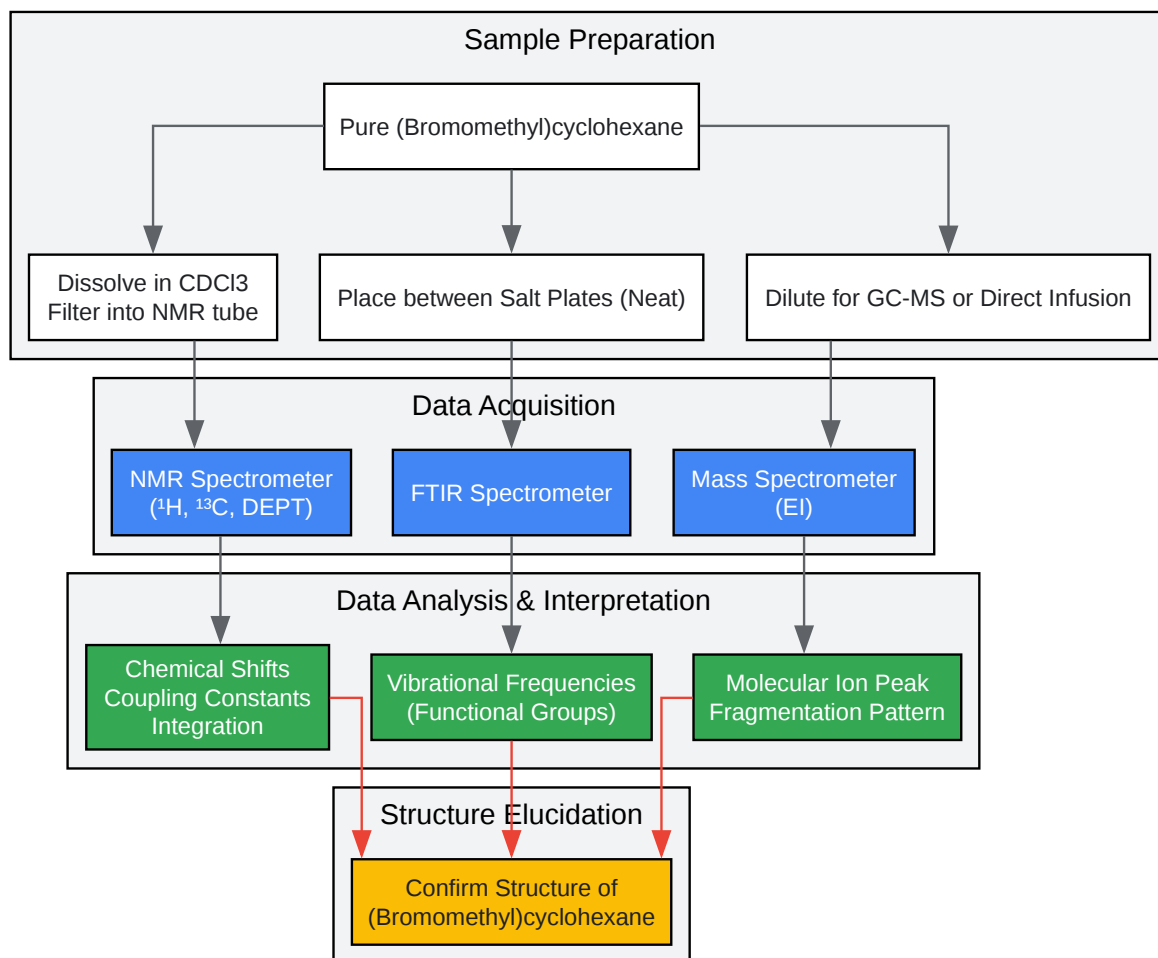 Sample Preparation
Pure (Bromomethyl)cyclohexane
Dissolve in CDCl3
Filter into NMR tube
Place between Salt Plates (Neat)
Dilute for GC-MS or Direct Infusion
Data Acquisition
NMR Spectrometer
(¹H, ¹³C, DEPT)
FTIR Spectrometer
Mass Spectrometer
(EI)
Data Analysis & Interpretation
Chemical Shifts
Coupling Constants
Integration
Vibrational Frequencies
(Functional Groups)
Molecular Ion Peak
Fragmentation Pattern
Structure Elucidation
Confirm Structure of
(Bromomethyl)cyclohexane